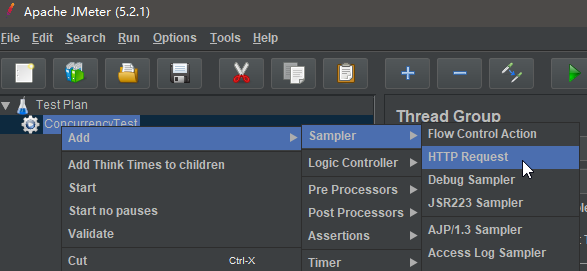 Apache JMeter (5.2.1)
File Edit Search Run Options Tools Help
Test Plan
ConcurrencyTest
Thread Group
Add
Add Think Times to children
Start
Start no pauses
Validate
Cut Ctrl-X
Sampler
Logic Controller
Pre Processors
Post Processors
Assertions
Timer
Flow Control Action
HTTP Request
Debug Sampler
JSR223 Sampler
AJP/1.3 Sampler
Access Log Sampler